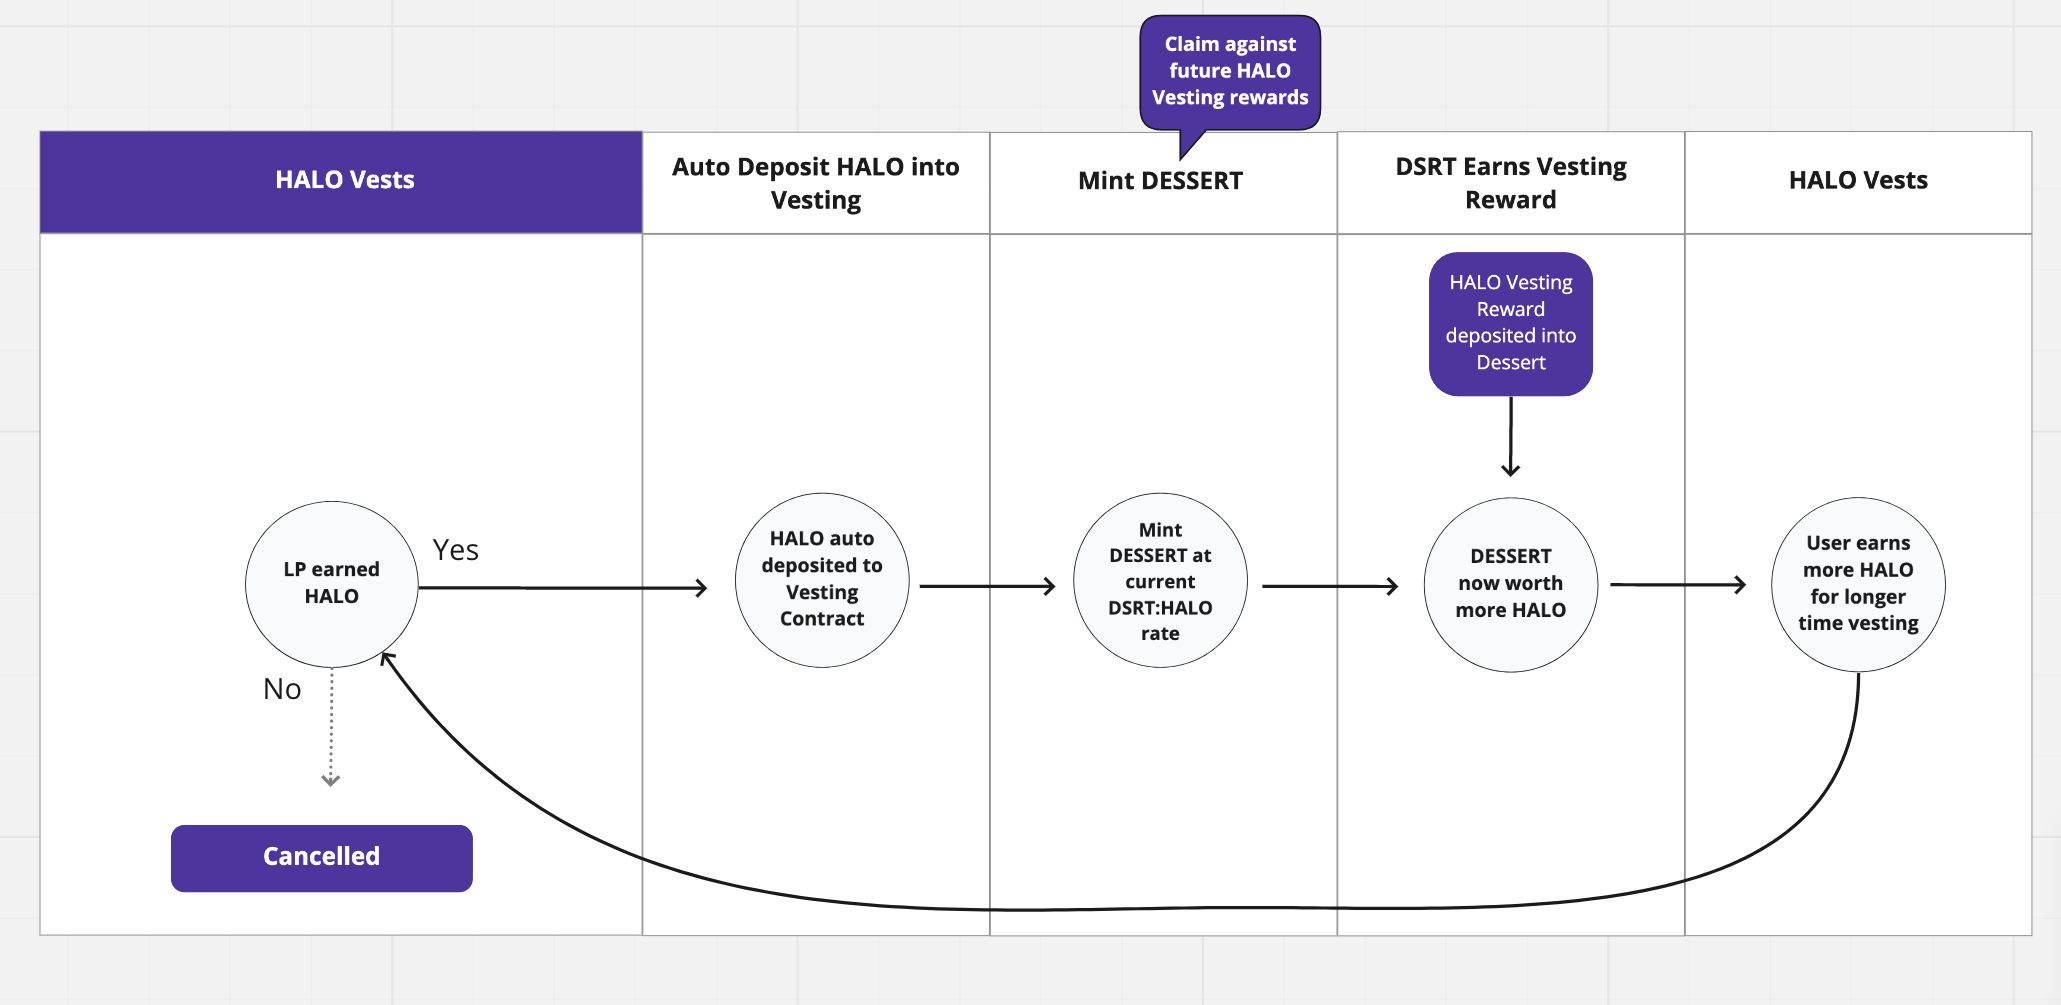 Claim against
future HALO
Vesting rewards
HALO Vests
Auto Deposit HALO into
Vesting
Mint DESSERT
DSRT Earns Vesting
Reward
HALO Vests
HALO Vesting
Reward
deposited into
Dessert
LP earned
HALO
Yes
No
Cancelled
HALO auto
deposited to
Vesting
Contract
Mint
DESSERT at
current
DSRT:HALO
rate
DESSERT
now worth
more HALO
User earns
more HALO
for longer
time vesting